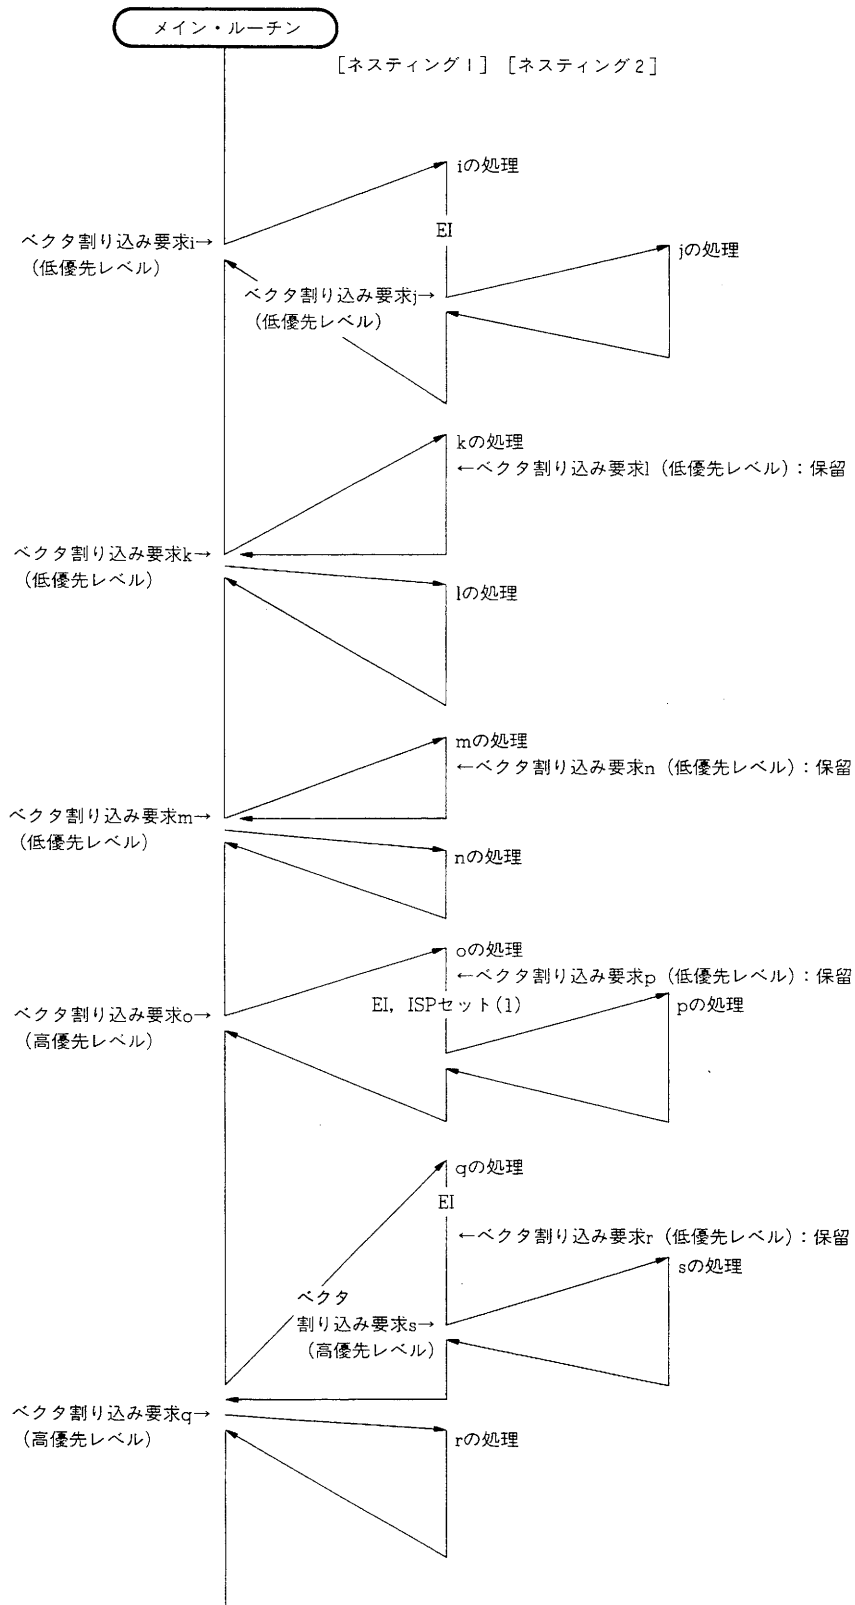 メイン・ルーチン
[ネスティング1] [ネスティング2]
iの処理
EI
ベクタ割り込み要求i→
(低優先レベル)
jの処理
ベクタ割り込み要求j→
(低優先レベル)
kの処理
←ベクタ割り込み要求l (低優先レベル):保留
ベクタ割り込み要求k→
(低優先レベル)
lの処理
mの処理
←ベクタ割り込み要求n (低優先レベル):保留
ベクタ割り込み要求m→
(低優先レベル)
nの処理
oの処理
←ベクタ割り込み要求p (低優先レベル):保留
EI, ISPセット(1)
pの処理
ベクタ割り込み要求o→
(高優先レベル)
qの処理
EI
←ベクタ割り込み要求r (低優先レベル):保留
sの処理
ベクタ
割り込み要求s→
(高優先レベル)
ベクタ割り込み要求q→
(高優先レベル)
rの処理